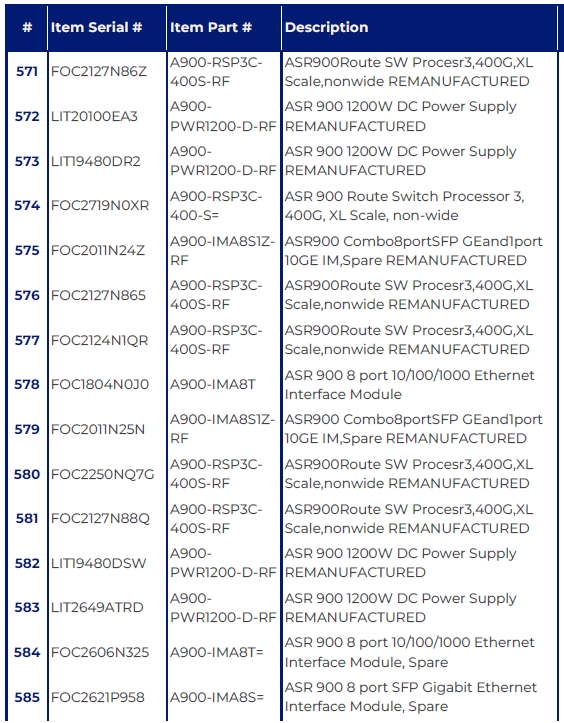 # Item Serial # Item Part # Description
571 FOC2127N86Z A900-RSP3C-400S-RF ASR900Route SW Procesr3,400G,XL Scale,nonwide REMANUFACTURED
572 LIT20100EA3 A900-PWR1200-D-RF ASR 900 1200W DC Power Supply REMANUFACTURED
573 LIT19480DR2 A900-PWR1200-D-RF ASR 900 1200W DC Power Supply REMANUFACTURED
574 FOC2719N0XR A900-RSP3C-400-S= ASR 900 Route Switch Processor 3, 400G, XL Scale, non-wide
575 FOC2011N24Z A900-IMA8S1Z-RF ASR900 Combo8portSFP GEand1port 10GE IM,Spare REMANUFACTURED
576 FOC2127N865 A900-RSP3C-400S-RF ASR900Route SW Procesr3,400G,XL Scale,nonwide REMANUFACTURED
577 FOC2124N1QR A900-RSP3C-400S-RF ASR900Route SW Procesr3,400G,XL Scale,nonwide REMANUFACTURED
578 FOC1804N0J0 A900-IMA8T ASR 900 8 port 10/100/1000 Ethernet Interface Module
579 FOC2011N25N A900-IMA8S1Z-RF ASR900 Combo8portSFP GEand1port 10GE IM,Spare REMANUFACTURED
580 FOC2250NQ7G A900-RSP3C-400S-RF ASR900Route SW Procesr3,400G,XL Scale,nonwide REMANUFACTURED
581 FOC2127N88Q A900-RSP3C-400S-RF ASR900Route SW Procesr3,400G,XL Scale,nonwide REMANUFACTURED
582 LIT19480DSW A900-PWR1200-D-RF ASR 900 1200W DC Power Supply REMANUFACTURED
583 LIT2649ATRD A900-PWR1200-D-RF ASR 900 1200W DC Power Supply REMANUFACTURED
584 FOC2606N325 A900-IMA8T= ASR 900 8 port 10/100/1000 Ethernet Interface Module, Spare
585 FOC2621P958 A900-IMA8S= ASR 900 8 port SFP Gigabit Ethernet Interface Module, Spare